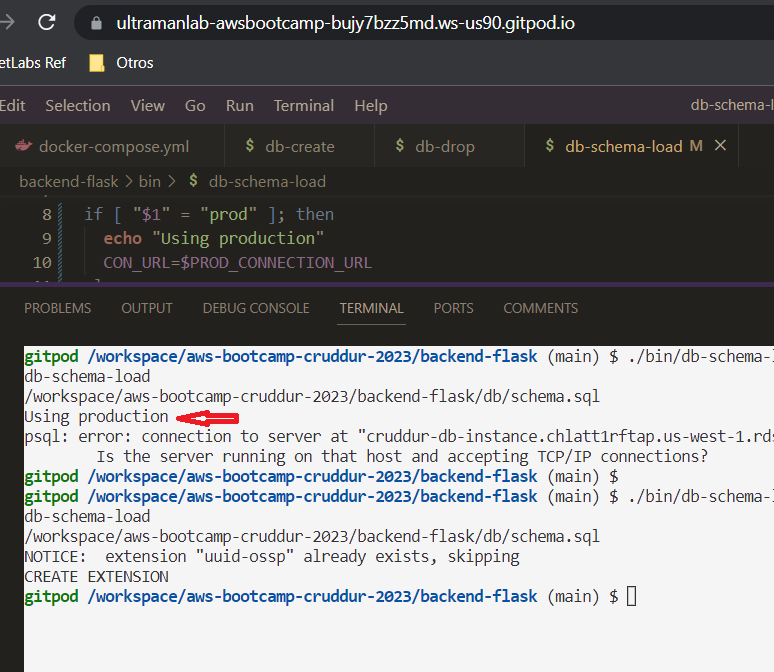 ultramanlab-awsbootcamp-bujy7bzz5md.ws-us90.gitpod.io
etLabs Ref Otros
Edit Selection View Go Run Terminal Help db-schema-l
docker-compose.yml $ db-create $ db-drop $ db-schema-load M
backend-flask > bin > $ db-schema-load
8 if [ "$1" = "prod" ]; then
9 echo "Using production"
10 CON_URL=$PROD_CONNECTION_URL
PROBLEMS OUTPUT DEBUG CONSOLE TERMINAL PORTS COMMENTS
gitpod /workspace/aws-bootcamp-cruddur-2023/backend-flask (main) $ ./bin/db-schema-l
db-schema-load
/workspace/aws-bootcamp-cruddur-2023/backend-flask/db/schema.sql
Using production
psql: error: connection to server at "cruddur-db-instance.chlatt1rftap.us-west-1.rds
Is the server running on that host and accepting TCP/IP connections?
gitpod /workspace/aws-bootcamp-cruddur-2023/backend-flask (main) $
gitpod /workspace/aws-bootcamp-cruddur-2023/backend-flask (main) $ ./bin/db-schema-l
db-schema-load
/workspace/aws-bootcamp-cruddur-2023/backend-flask/db/schema.sql
NOTICE:  extension "uuid-ossp" already exists, skipping
CREATE EXTENSION
gitpod /workspace/aws-bootcamp-cruddur-2023/backend-flask (main) $